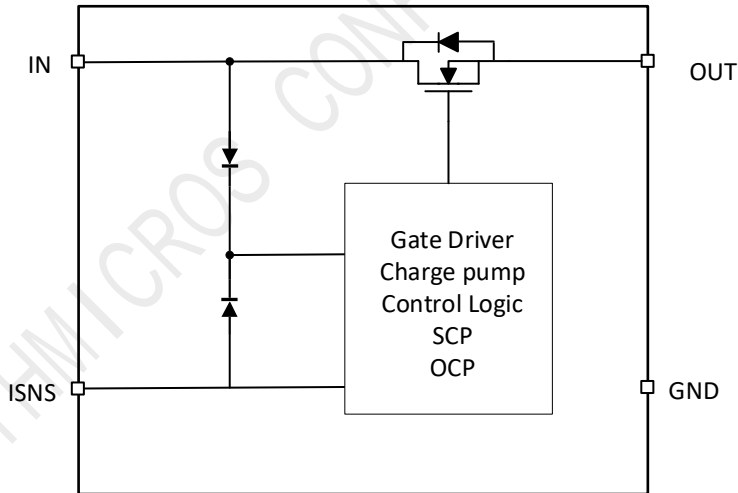 IN
OUT
Gate Driver
Charge pump
Control Logic
SCP
OCP
ISNS
GND